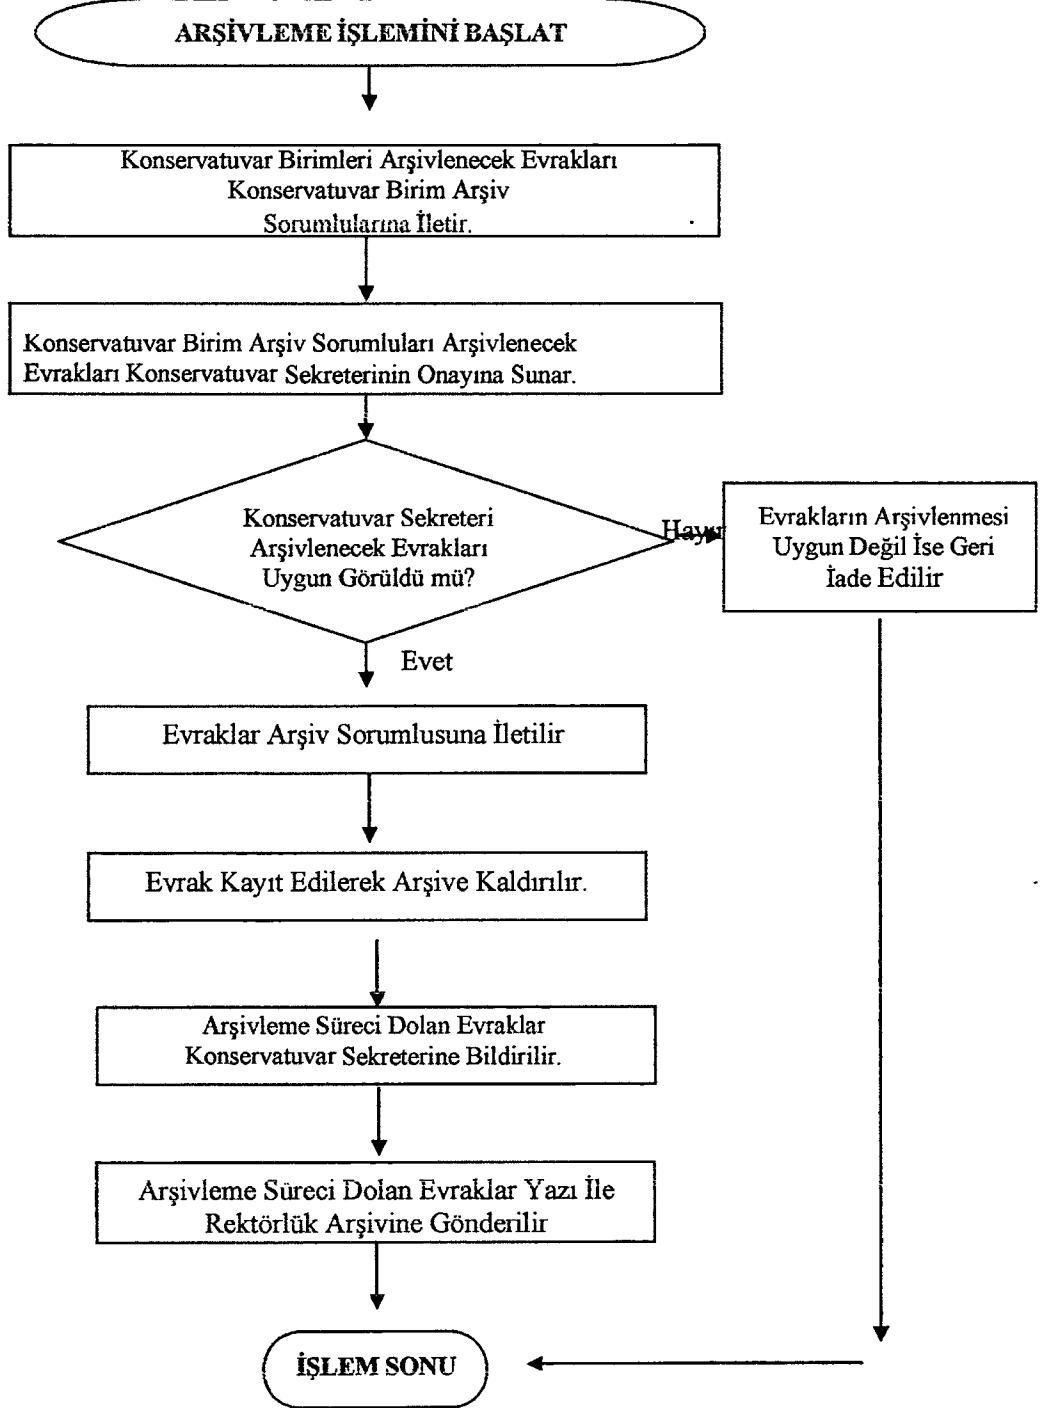 ARŞİVLEME İŞLEMİNİ BAŞLAT
Konservatuvar Birimleri Arşivlenecek Evrakları
Konservatuvar Birim Arşiv
Sorumlularına İletir.
Konservatuvar Birim Arşiv Sorumluları Arşivlenecek
Evrakları Konservatuvar Sekreterinin Onayına Sunar.
Konservatuvar Sekreteri
Arşivlenecek Evrakları
Uygun Görüldü mü?
Hayır
Evrakların Arşivlenmesi
Uygun Değil İse Geri
İade Edilir
Evet
Evraklar Arşiv Sorumlusuna İletilir
Evrak Kayıt Edilerek Arşive Kaldırılır.
Arşivleme Süreci Dolan Evraklar
Konservatuvar Sekreterine Bildirilir.
Arşivleme Süreci Dolan Evraklar Yazı İle
Rektörlük Arşivine Gönderilir
İŞLEM SONU